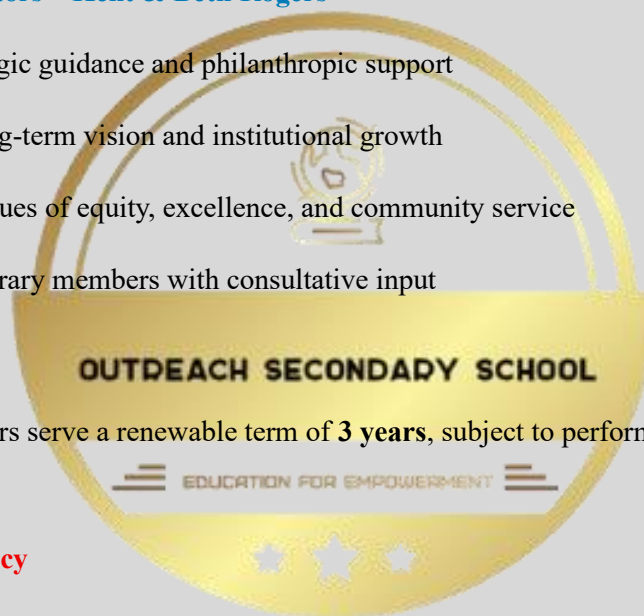 gic guidance and philanthropic support
g-term vision and institutional growth
ues of equity, excellence, and community service
rary members with consultative input
OUTREACH SECONDARY SCHOOL
rs serve a renewable term of 3 years, subject to perform
EDUCATION FOR EMPOWERMENT
cy